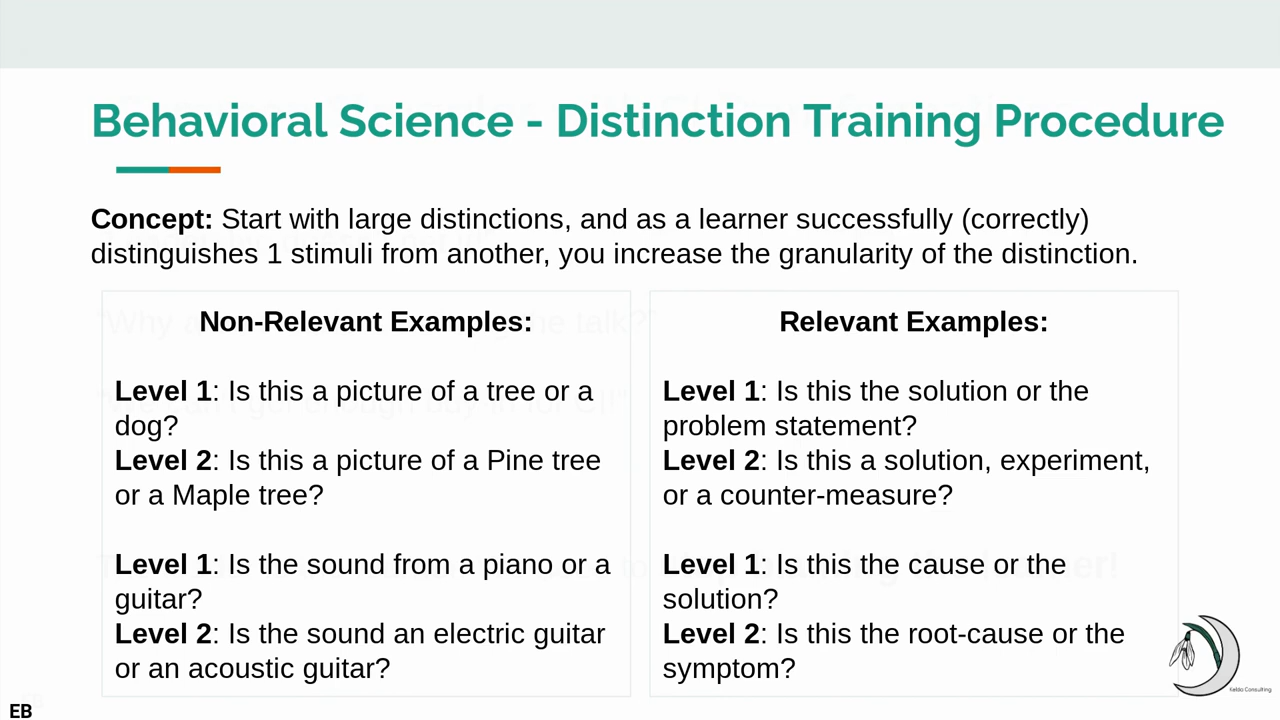 Behavioral Science - Distinction Training Procedure
Concept: Start with large distinctions, and as a learner successfully (correctly)
distinguishes 1 stimuli from another, you increase the granularity of the distinction.
Non-Relevant Examples:
Level 1: Is this a picture of a tree or a
dog?
Level 2: Is this a picture of a Pine tree
or a Maple tree?
Level 1: Is the sound from a piano or a
guitar?
Level 2: Is the sound an electric guitar
or an acoustic guitar?
Relevant Examples:
Level 1: Is this the solution or the
problem statement?
Level 2: Is this a solution, experiment,
or a counter-measure?
Level 1: Is this the cause or the
solution?
Level 2: Is this the root-cause or the
symptom?
Consulting
EB